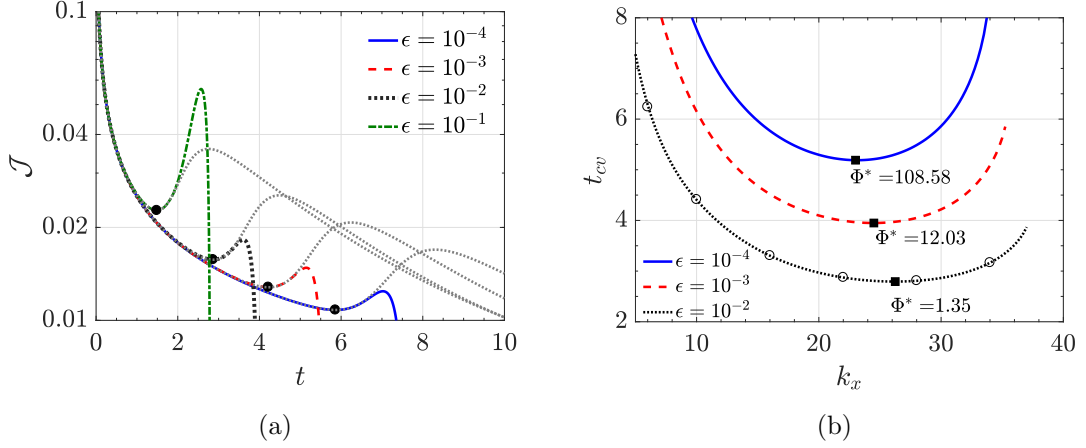 0.1
0.04
0.02
0.01
𝒥
ϵ = 10⁻⁴
ϵ = 10⁻³
ϵ = 10⁻²
ϵ = 10⁻¹
0 2 4 6 8 10
t
(a)
8
6
4
2
t_cv
Φ* =108.58
Φ* =12.03
Φ* =1.35
ϵ = 10⁻⁴
ϵ = 10⁻³
ϵ = 10⁻²
10 20 30 40
k_x
(b)